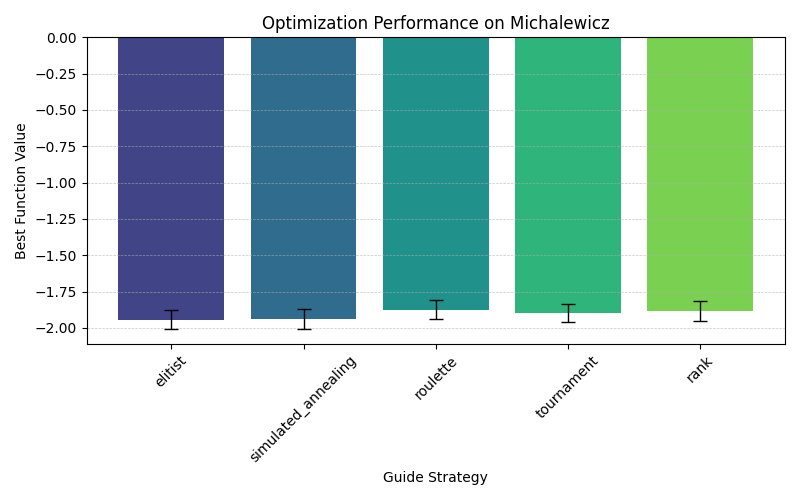 Optimization Performance on Michalewicz
Best Function Value
0.00
−0.25
−0.50
−0.75
−1.00
−1.25
−1.50
−1.75
−2.00
elitist
simulated_annealing
roulette
tournament
rank
Guide Strategy